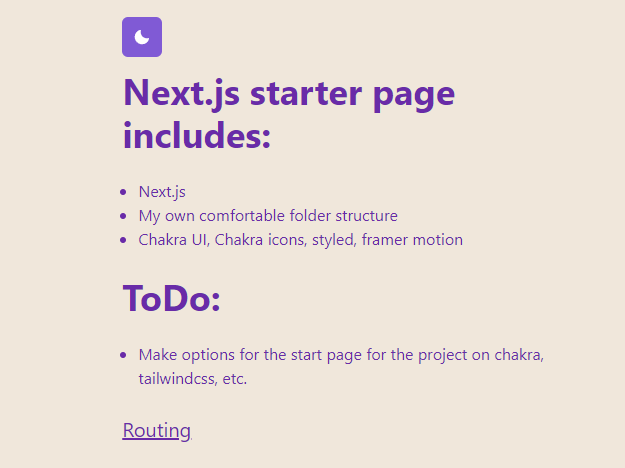 Next.js starter page
includes:
Next.js
My own comfortable folder structure
Chakra UI, Chakra icons, styled, framer motion
ToDo:
Make options for the start page for the project on chakra,
tailwindcss, etc.
Routing